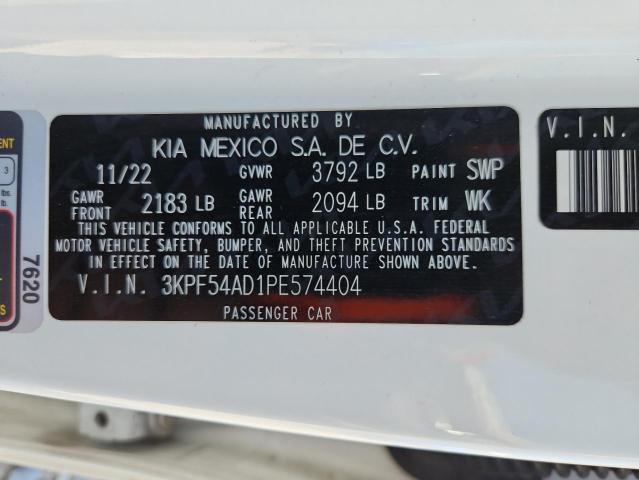 MANUFACTURED BY
KIA MEXICO S.A. DE C.V.
11/22 GVWR 3792 LB PAINT SWP
GAWR FRONT 2183 LB GAWR REAR 2094 LB TRIM WK
THIS VEHICLE CONFORMS TO ALL APPLICABLE U.S.A. FEDERAL
MOTOR VEHICLE SAFETY, BUMPER, AND THEFT PREVENTION STANDARDS
IN EFFECT ON THE DATE OF MANUFACTURE SHOWN ABOVE.
V.I.N. 3KPF54AD1PE574404
PASSENGER CAR
V.I.N.
7620
3
lbs.